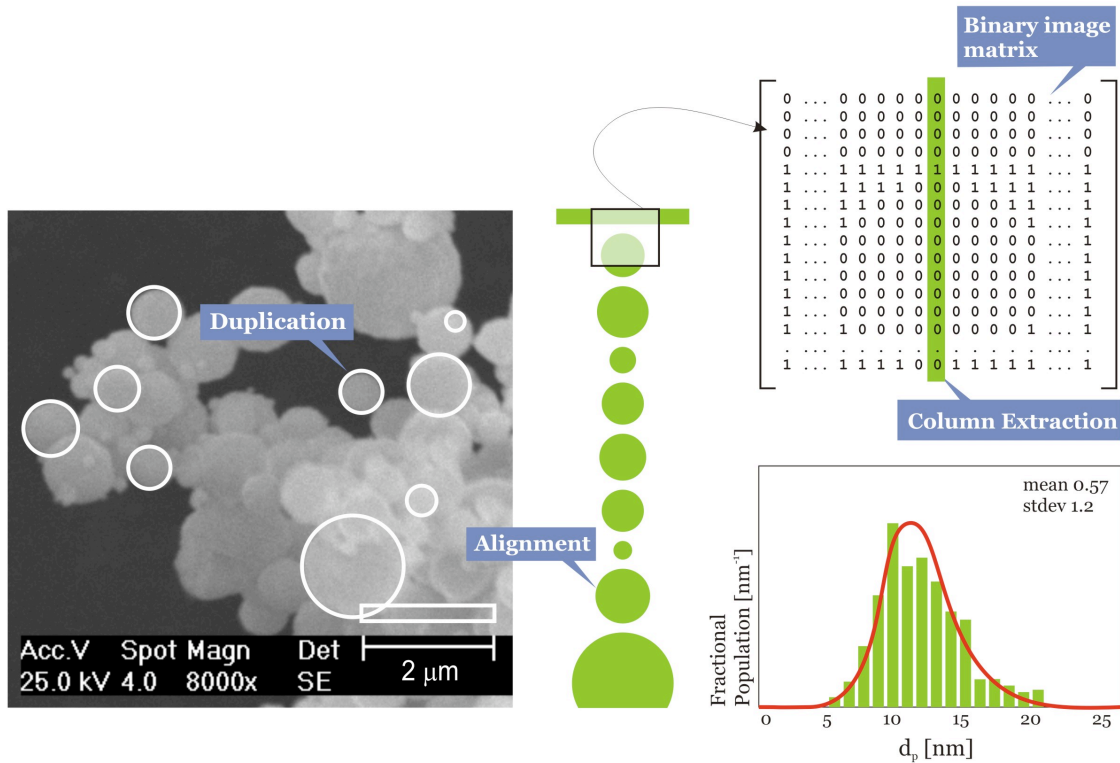 Binary image
matrix
0 ... 0 0 0 0 0 0 0 0 0 0 0 ... 0
0 ... 0 0 0 0 0 0 0 0 0 0 0 ... 0
0 ... 0 0 0 0 0 0 0 0 0 0 0 ... 0
0 ... 0 0 0 0 0 0 0 0 0 0 0 ... 0
1 ... 1 1 1 1 1 1 1 1 1 1 1 ... 1
1 ... 1 1 1 1 0 0 0 1 1 1 1 ... 1
1 ... 1 1 0 0 0 0 0 0 0 1 1 ... 1
1 ... 1 0 0 0 0 0 0 0 0 0 1 ... 1
1 ... 0 0 0 0 0 0 0 0 0 0 0 ... 1
1 ... 0 0 0 0 0 0 0 0 0 0 0 ... 1
1 ... 0 0 0 0 0 0 0 0 0 0 0 ... 1
1 ... 0 0 0 0 0 0 0 0 0 0 0 ... 1
1 ... 0 0 0 0 0 0 0 0 0 0 0 ... 1
1 ... 1 0 0 0 0 0 0 0 0 0 1 ... 1
. ... . . . . . . . . . . . ... .
1 ... 1 1 1 1 0 0 1 1 1 1 1 ... 1
Column Extraction
Duplication
Alignment
Acc.V Spot Magn Det
25.0 kV 4.0 8000x SE
2 μm
mean 0.57
stdev 1.2
Fractional
Population [nm⁻¹]
0 5 10 15 20 25
dₚ [nm]